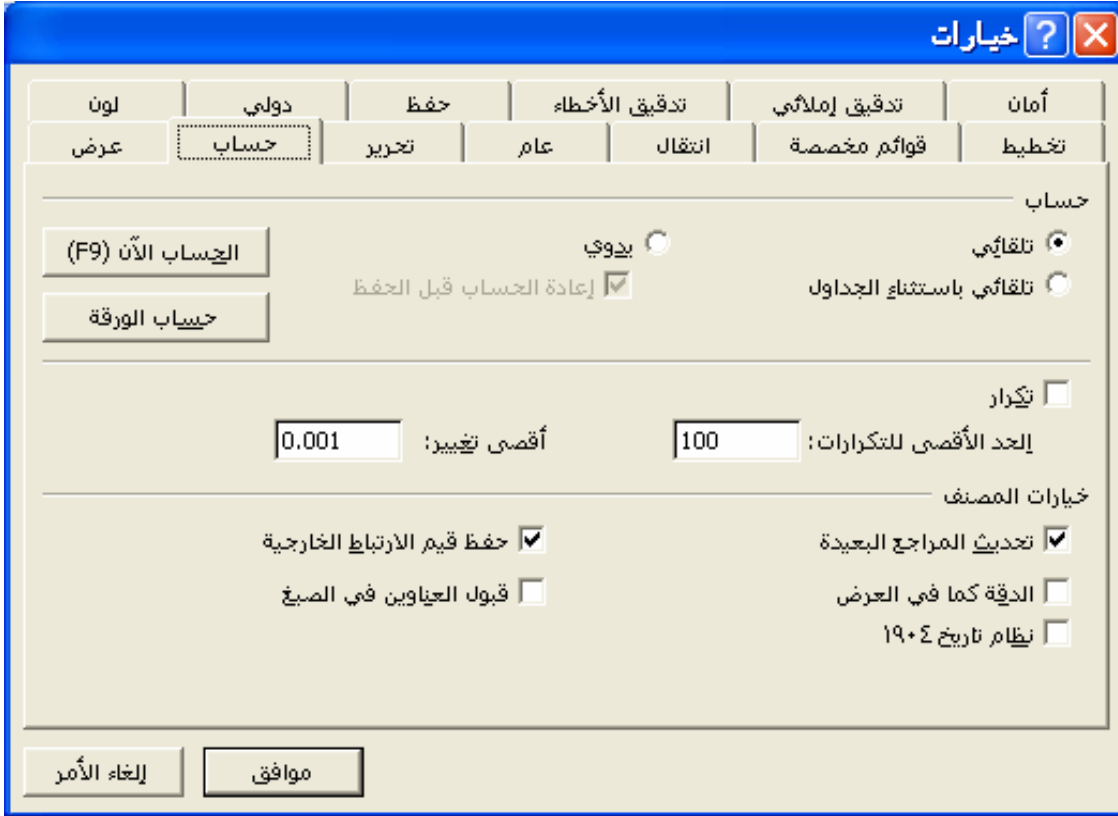 خيارات
أمان تدقيق إملائي تدقيق الأخطاء حفظ دولي لون
تخطيط قوائم مخصصة انتقال عام تحرير حساب عرض
حساب
تلقائي يدوي الحساب الآن (F9)
تلقائي باستثناء الجداول إعادة الحساب قبل الحفظ
حساب الورقة
تكرار
الحد الأقصى للتكرارات: 100 أقصى تغيير: 0.001
خيارات المصنف
تحديث المراجع البعيدة حفظ قيم الارتباط الخارجية
الدقة كما في العرض قبول العناوين في الصيغ
نظام تاريخ ١٩٠٤
موافق إلغاء الأمر